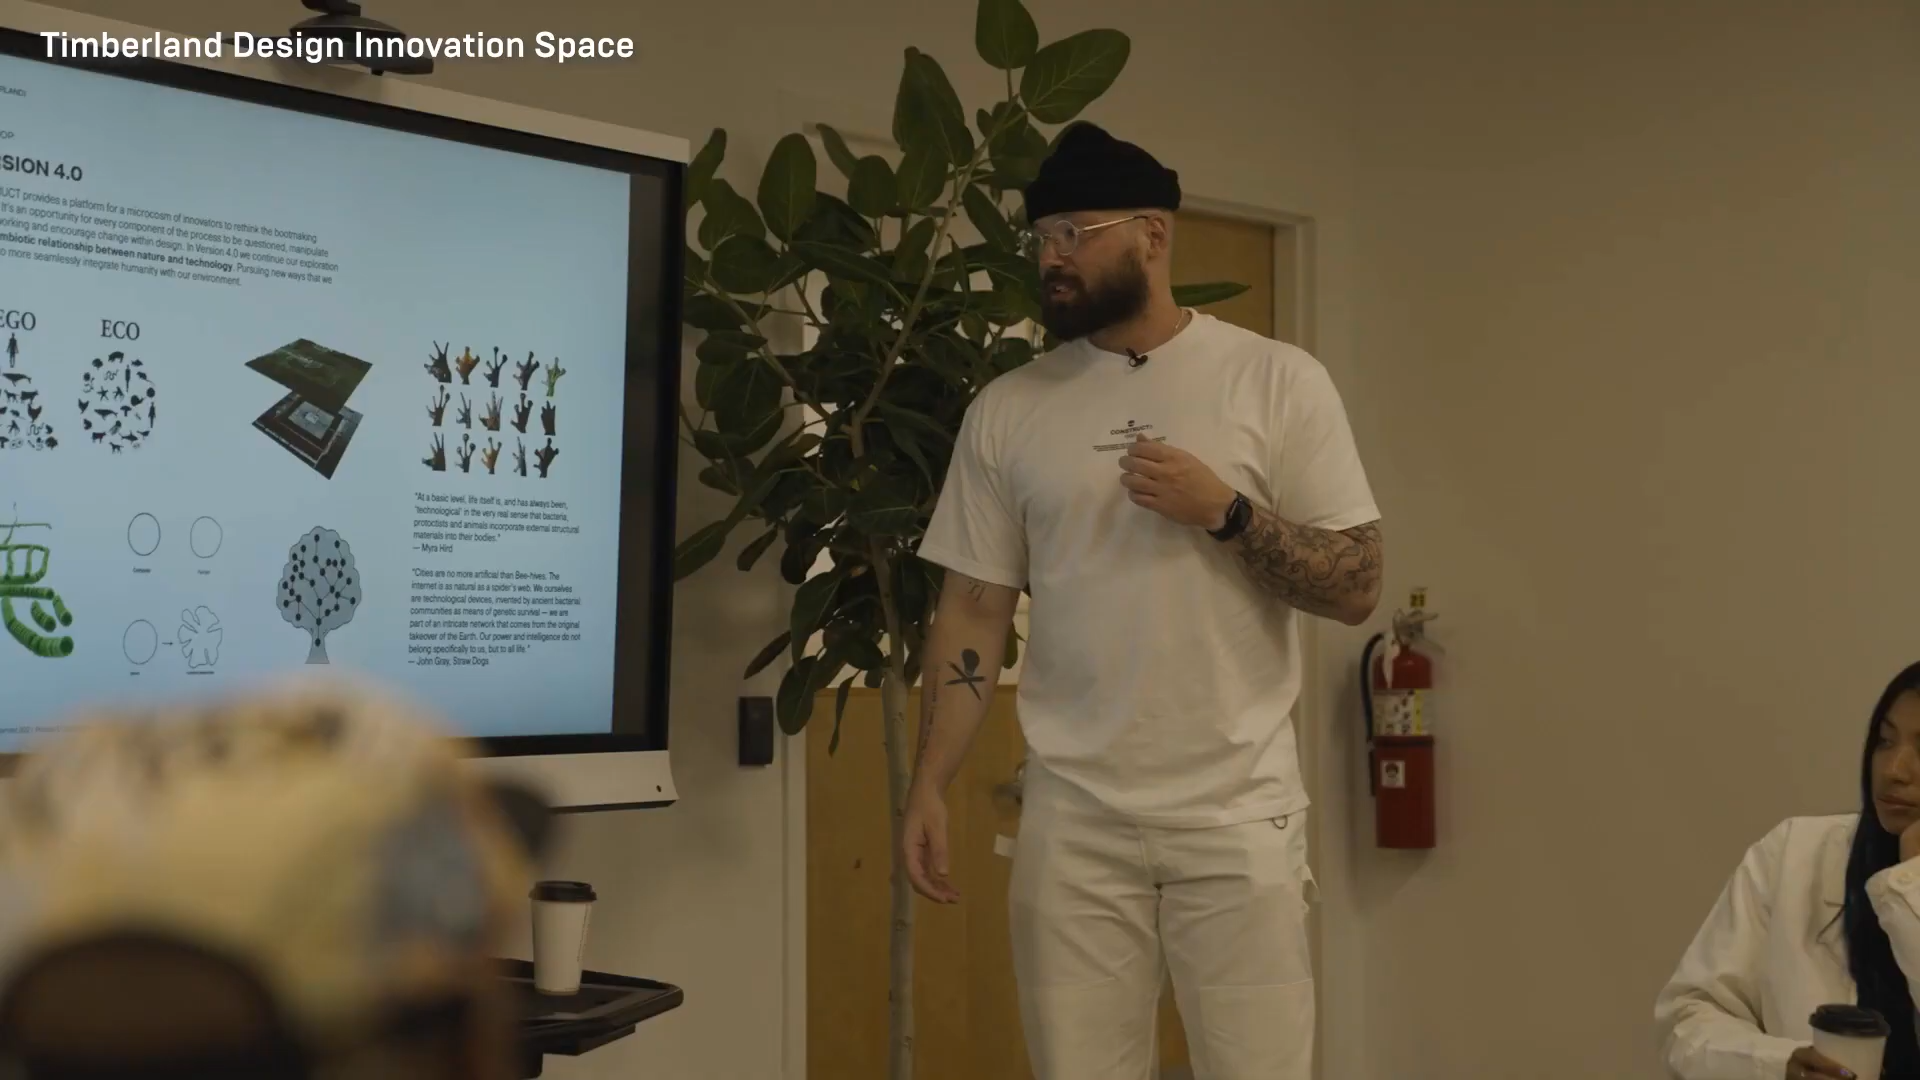 Timberland Design Innovation Space
RLAND®
OP
RSION 4.0
UCT provides a platform for a microcosm of innovators to rethink the bootmaking
It's an opportunity for every component of the process to be questioned, manipulate
working and encourage change within design. In Version 4.0 we continue our exploration
mbiotic relationship between nature and technology. Pursuing new ways that we
o more seamlessly integrate humanity with our environment.
EGO
ECO
"At a basic level, life itself is, and has always been,
'technological' in the very real sense that bacteria,
protoctists and animals incorporate external structural
materials into their bodies."
— Myra Hird
"Cities are no more artificial than Bee-hives. The
internet is as natural as a spider's web. We ourselves
are technological devices, invented by ancient bacterial
communities as means of genetic survival — we are
part of an intricate network that comes from the original
takeover of the Earth. Our power and intelligence do not
belong specifically to us, but to all life."
— John Gray, Straw Dogs
CONSTRUCT: